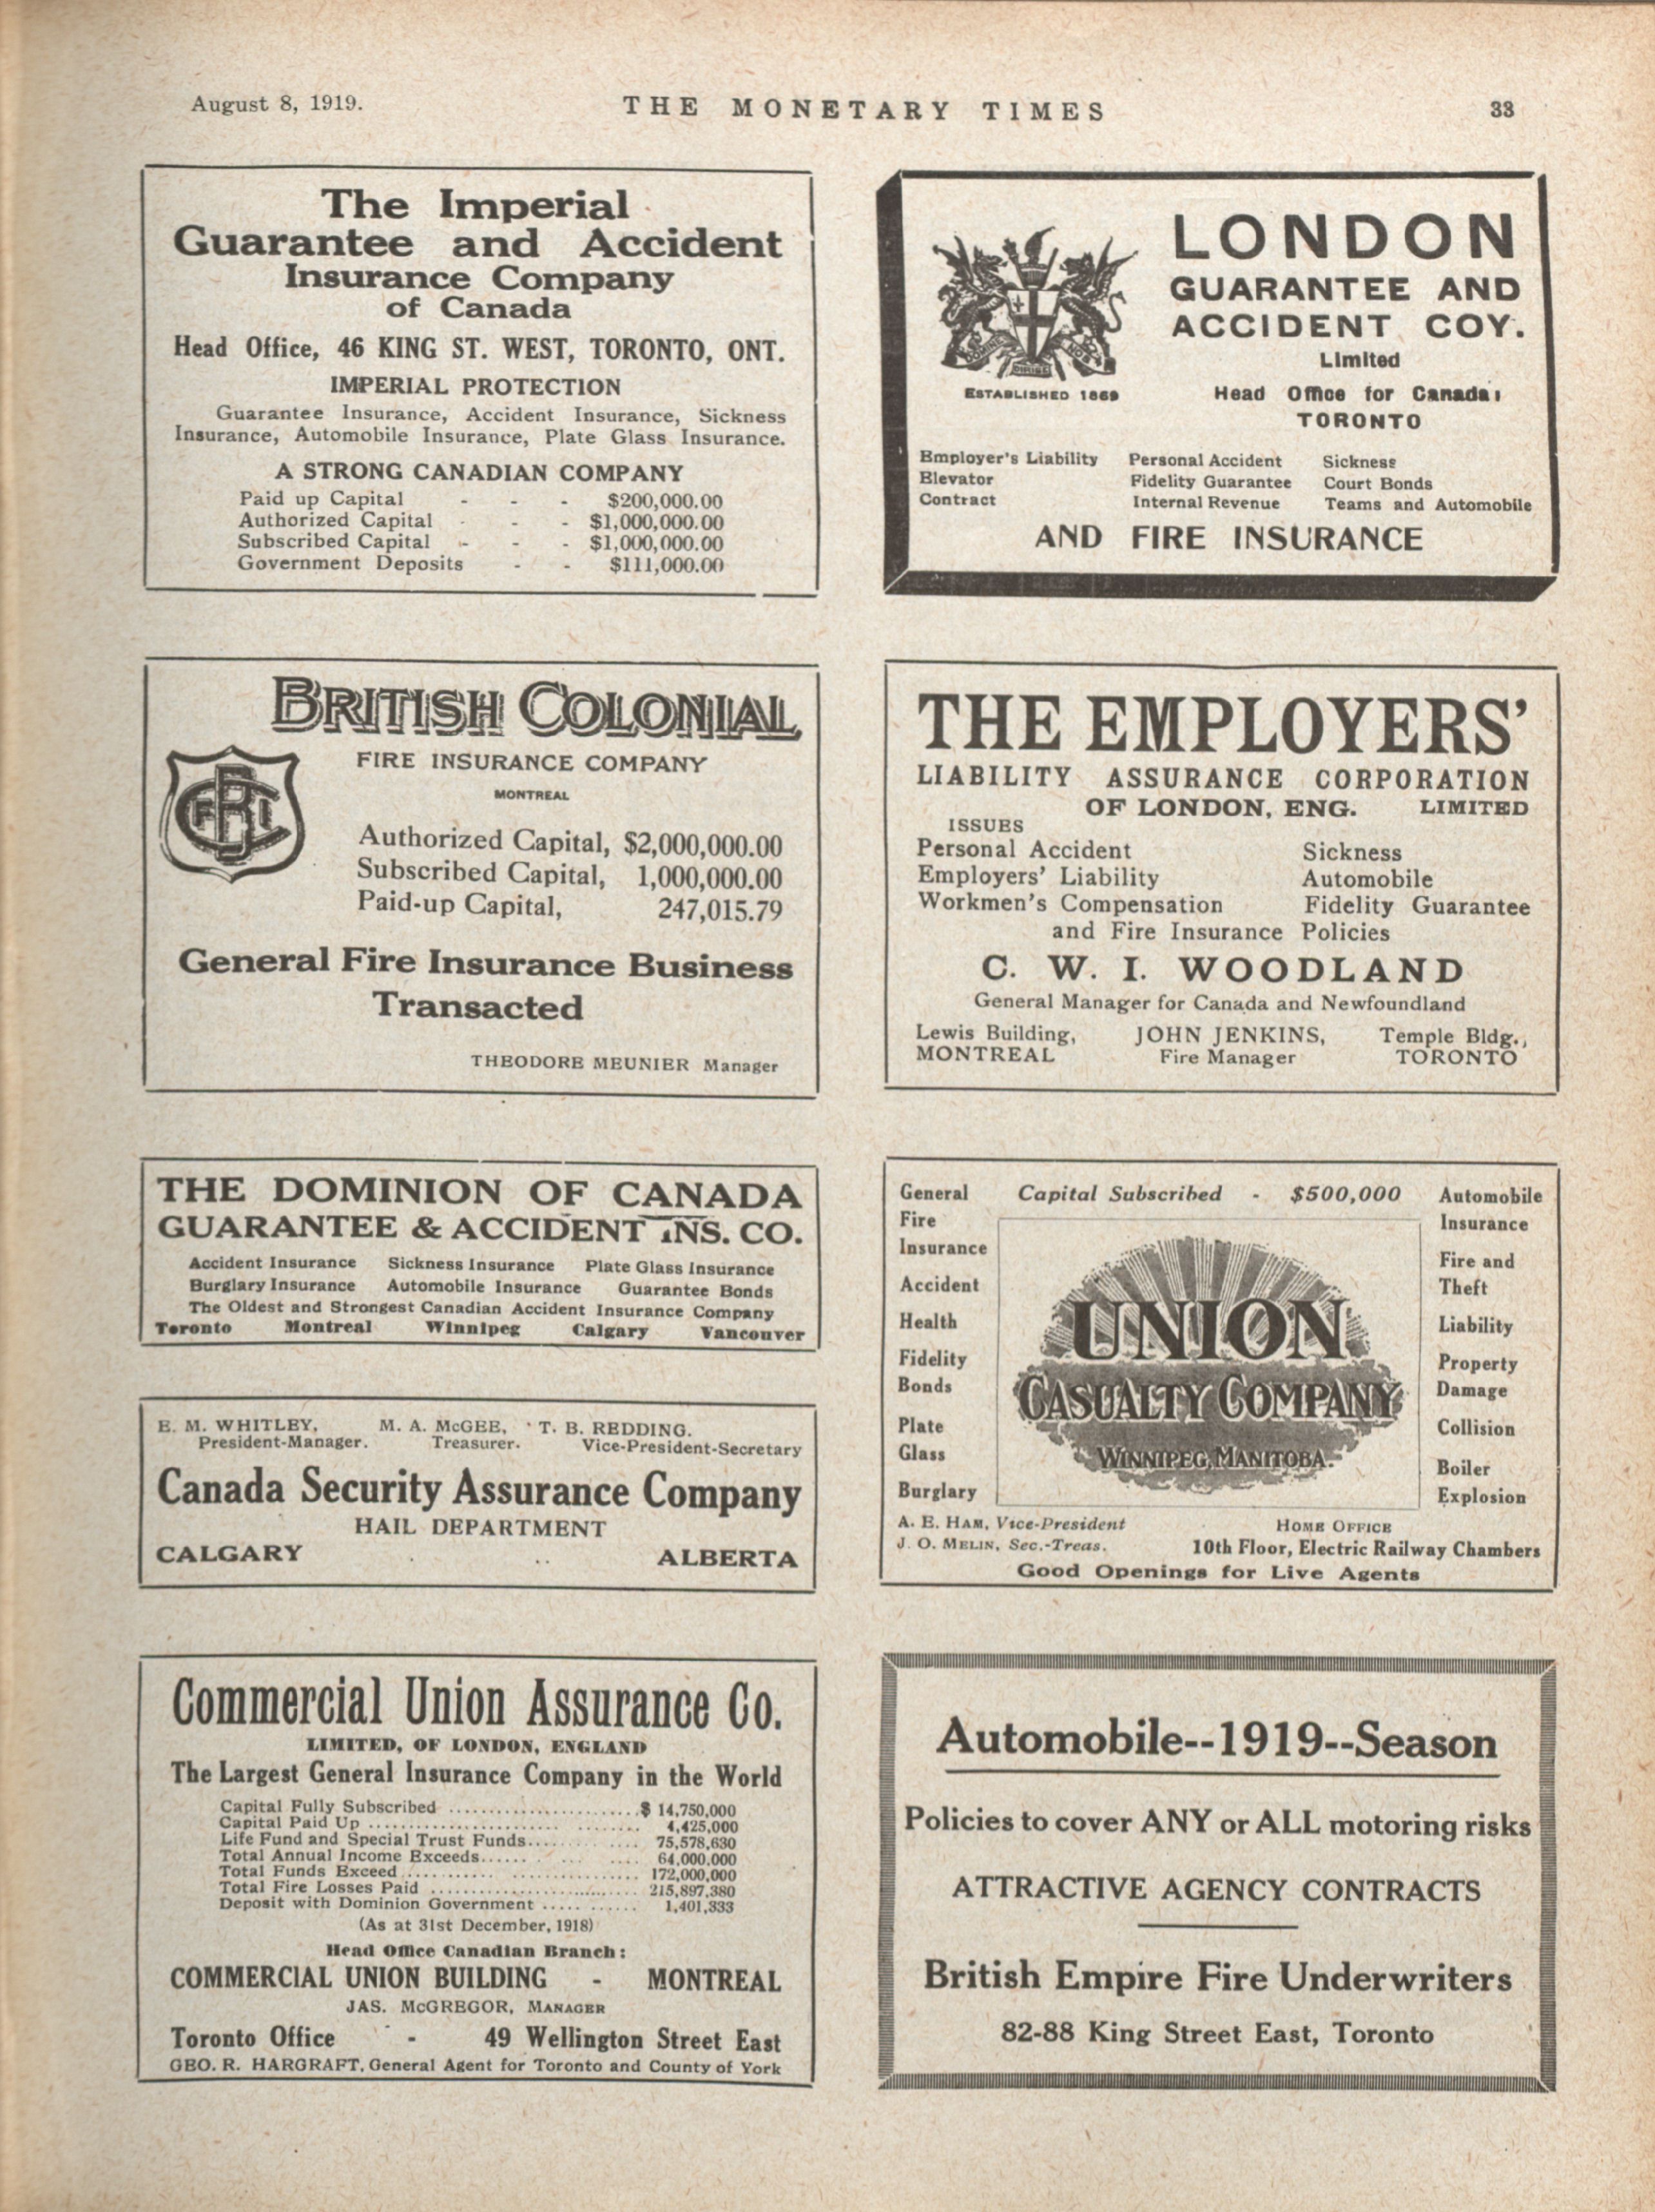 August 8, 1919.
THE MONETARY TIMES
33
The Imperial
Guarantee and Accident
Insurance Company
of Canada
Head Office, 46 KING ST. WEST, TORONTO, ONT.
IMPERIAL PROTECTION
Guarantee Insurance, Accident Insurance, Sickness
Insurance, Automobile Insurance, Plate Glass Insurance.
A STRONG CANADIAN COMPANY
Paid up Capital - - - $200,000.00
Authorized Capital - - - $1,000,000.00
Subscribed Capital - - - $1,000,000.00
Government Deposits - - $111,000.00
LONDON
GUARANTEE AND
ACCIDENT COY.
Limited
ESTABLISHED 1869
Head Office for Canada:
TORONTO
Employer's Liability Personal Accident Sickness
Elevator Fidelity Guarantee Court Bonds
Contract Internal Revenue Teams and Automobile
AND FIRE INSURANCE
BRITISH COLONIAL
FIRE INSURANCE COMPANY
MONTREAL
Authorized Capital, $2,000,000.00
Subscribed Capital, 1,000,000.00
Paid-up Capital, 247,015.79
General Fire Insurance Business
Transacted
THEODORE MEUNIER Manager
THE EMPLOYERS'
LIABILITY ASSURANCE CORPORATION
OF LONDON, ENG. LIMITED
ISSUES
Personal Accident Sickness
Employers' Liability Automobile
Workmen's Compensation Fidelity Guarantee
and Fire Insurance Policies
C. W. I. WOODLAND
General Manager for Canada and Newfoundland
Lewis Building, JOHN JENKINS, Temple Bldg.,
MONTREAL Fire Manager TORONTO
THE DOMINION OF CANADA
GUARANTEE & ACCIDENT INS. CO.
Accident Insurance Sickness Insurance Plate Glass Insurance
Burglary Insurance Automobile Insurance Guarantee Bonds
The Oldest and Strongest Canadian Accident Insurance Company
Toronto Montreal Winnipeg Calgary Vancouver
E. M. WHITLEY, M. A. McGEE, T. B. REDDING.
President-Manager. Treasurer. Vice-President-Secretary
Canada Security Assurance Company
HAIL DEPARTMENT
CALGARY .. ALBERTA
General
Fire
Insurance
Accident
Health
Fidelity
Bonds
Plate
Glass
Burglary
Capital Subscribed - $500,000
UNION
CASUALTY COMPANY
WINNIPEG, MANITOBA.
Automobile
Insurance
Fire and
Theft
Liability
Property
Damage
Collision
Boiler
Explosion
A. E. HAM, Vice-President
J. O. MELIN, Sec.-Treas.
HOME OFFICE
10th Floor, Electric Railway Chambers
Good Openings for Live Agents
Commercial Union Assurance Co.
LIMITED, OF LONDON, ENGLAND
The Largest General Insurance Company in the World
Capital Fully Subscribed ........................$ 14,750,000
Capital Paid Up ................................ 4,425,000
Life Fund and Special Trust Funds.............. 75,578,630
Total Annual Income Exceeds................... 64,000,000
Total Funds Exceed ............................ 172,000,000
Total Fire Losses Paid .......................... 215,897,380
Deposit with Dominion Government ........... 1,401,333
(As at 31st December, 1918)
Head Office Canadian Branch:
COMMERCIAL UNION BUILDING - MONTREAL
JAS. McGREGOR, MANAGER
Toronto Office - 49 Wellington Street East
GEO. R. HARGRAFT, General Agent for Toronto and County of York
Automobile--1919--Season
Policies to cover ANY or ALL motoring risks
ATTRACTIVE AGENCY CONTRACTS
British Empire Fire Underwriters
82-88 King Street East, Toronto